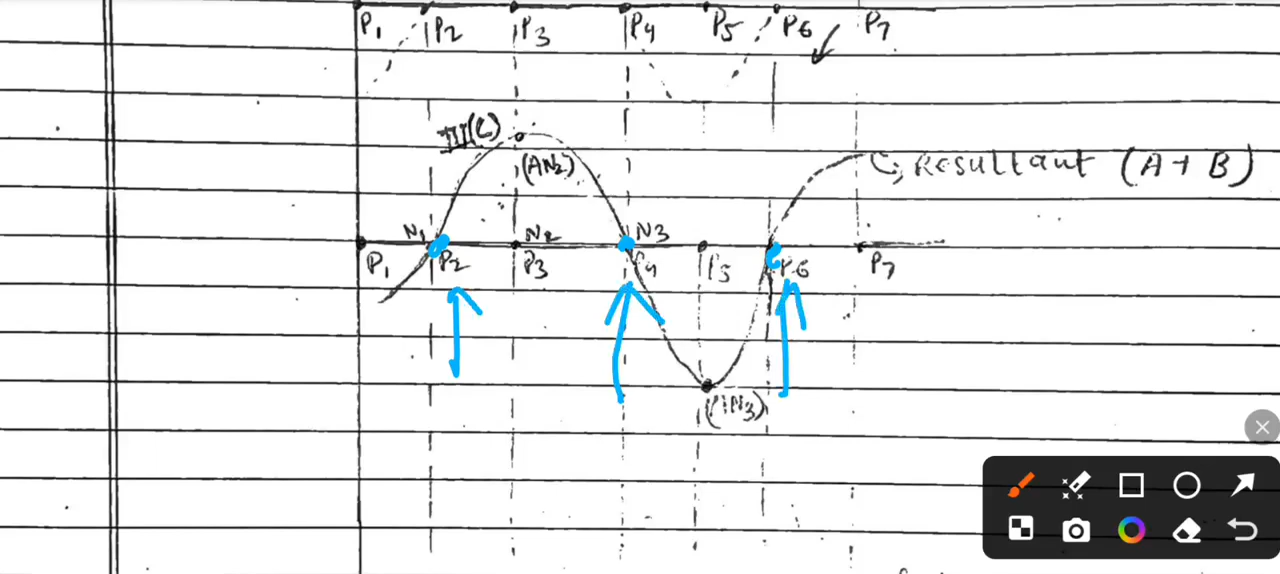 P1 P2 P3 P4 P5 P6 P7
III(C)
(AN2)
C, Resultant (A+B)
N1 N2 N3
P1 P2 P3 P4 P5 P6 P7